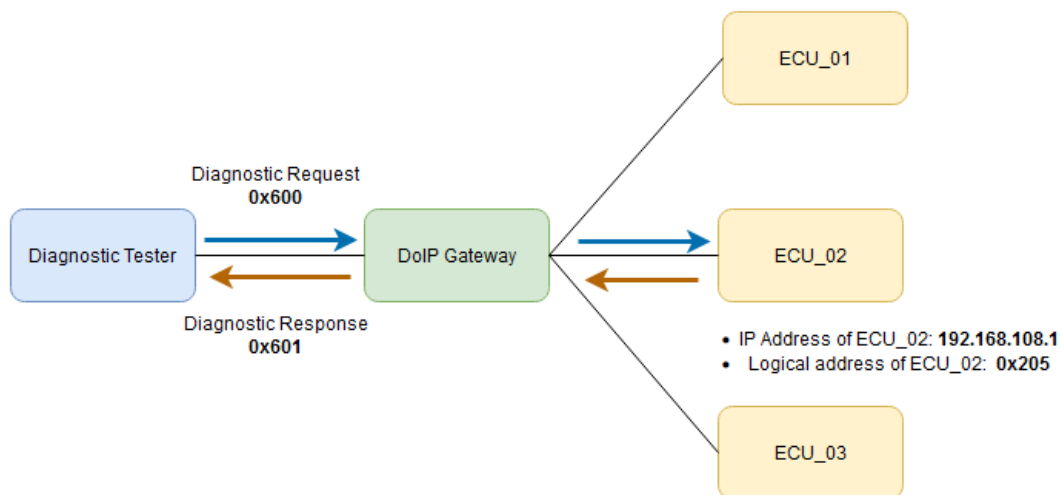 ECU_01
Diagnostic Request
0x600
Diagnostic Tester
DoIP Gateway
ECU_02
Diagnostic Response
0x601
• IP Address of ECU_02: 192.168.108.1
• Logical address of ECU_02: 0x205
ECU_03